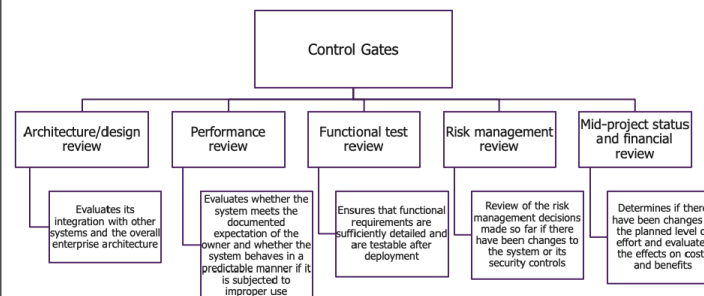 Control Gates
Architecture/design
review
Performance
review
Functional test
review
Risk management
review
Mid-project status
and financial
review
Evaluates its
integration with other
systems and the overall
enterprise architecture
Evaluates whether the
system meets the
documented
expectation of the
owner and whether the
system behaves in a
predictable manner if it
is subjected to
improper use
Ensures that functional
requirements are
sufficiently detailed and
are testable after
deployment
Review of the risk
management decisions
made so far if there
have been changes to
the system or its
security controls
Determines if there
have been changes
the planned level
effort and evaluate
the effects on cost
and benefits